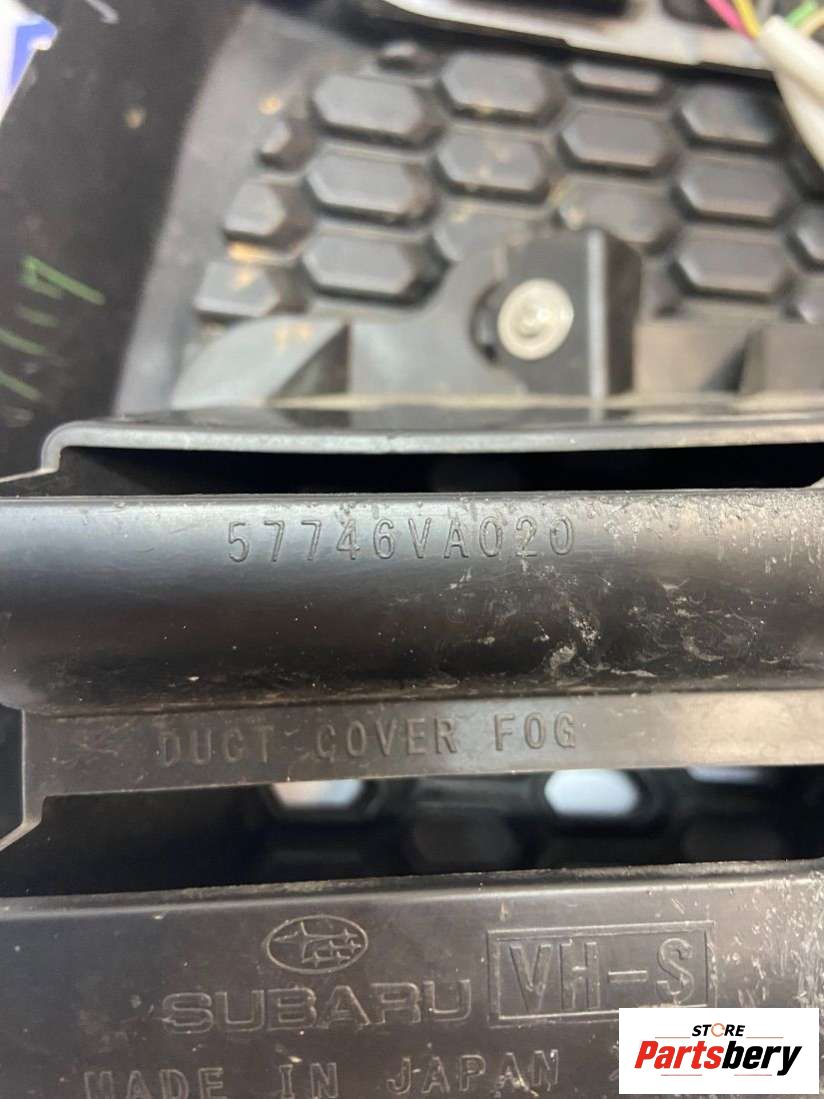 57746VA020
DUCT COVER FOG
SUBARU VH-S
MADE IN JAPAN
STORE
Partsbery